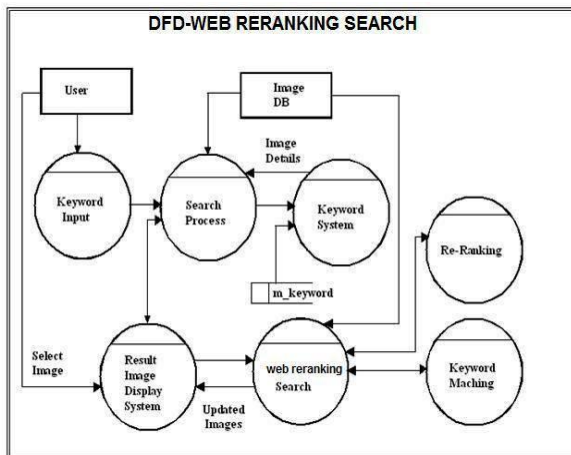 DFD-WEB RERANKING SEARCH
User
Image
DB
Image
Details
Keyword
Input
Search
Process
Keyword
System
Re-Ranking
m_keyword
Select
Image
Result
Image
Display
System
web reranking
Search
Keyword
Maching
Updated
Images